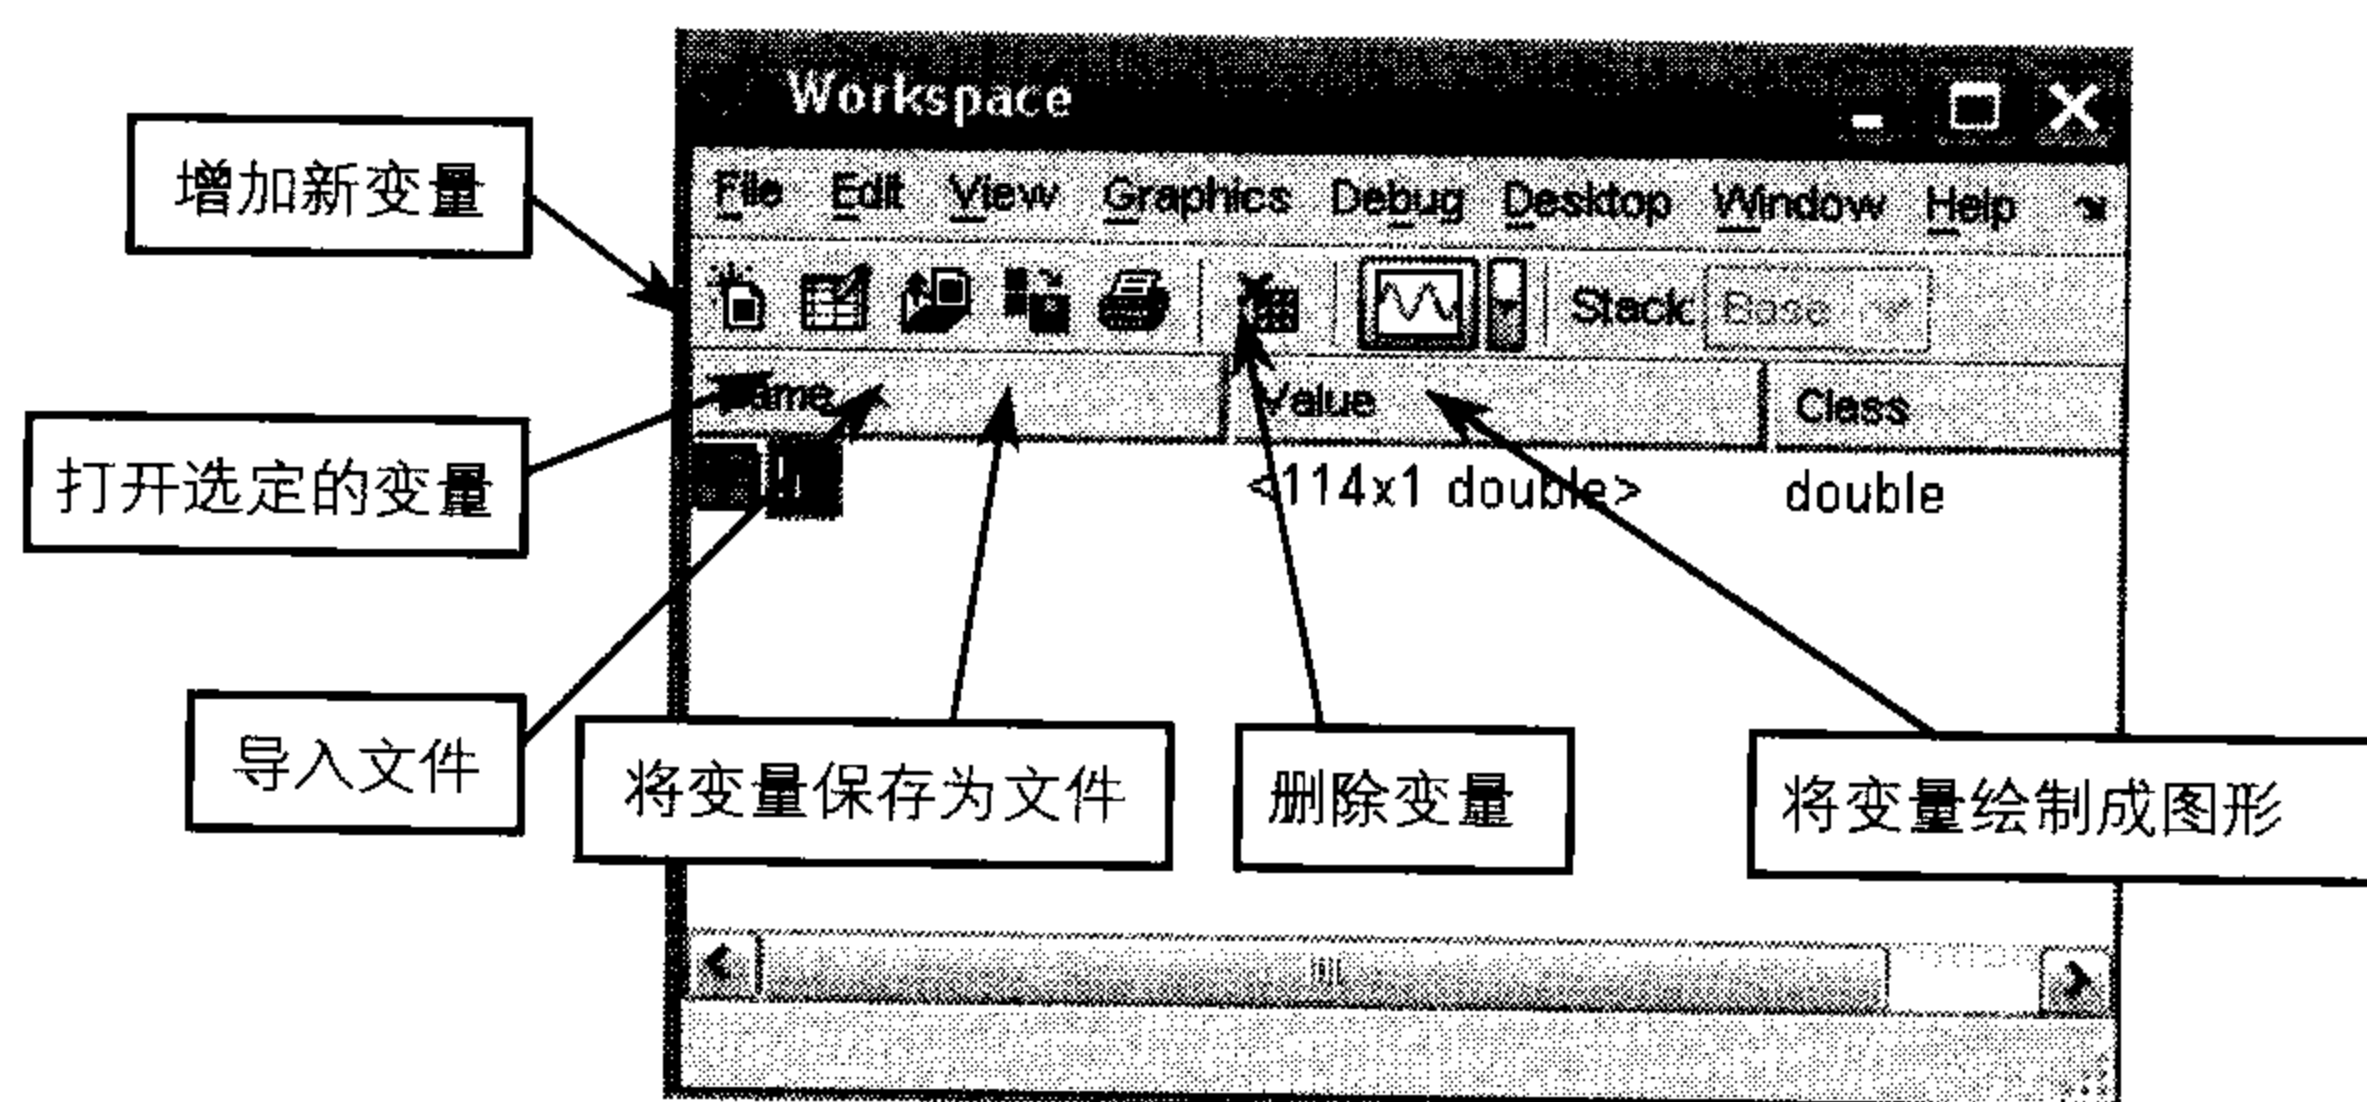 Workspace
增加新变量
File Edit View Graphics Debug Desktop Window Help
Stack: Base
Value Class
打开选定的变量
<114x1 double> double
导入文件
将变量保存为文件
删除变量
将变量绘制成图形